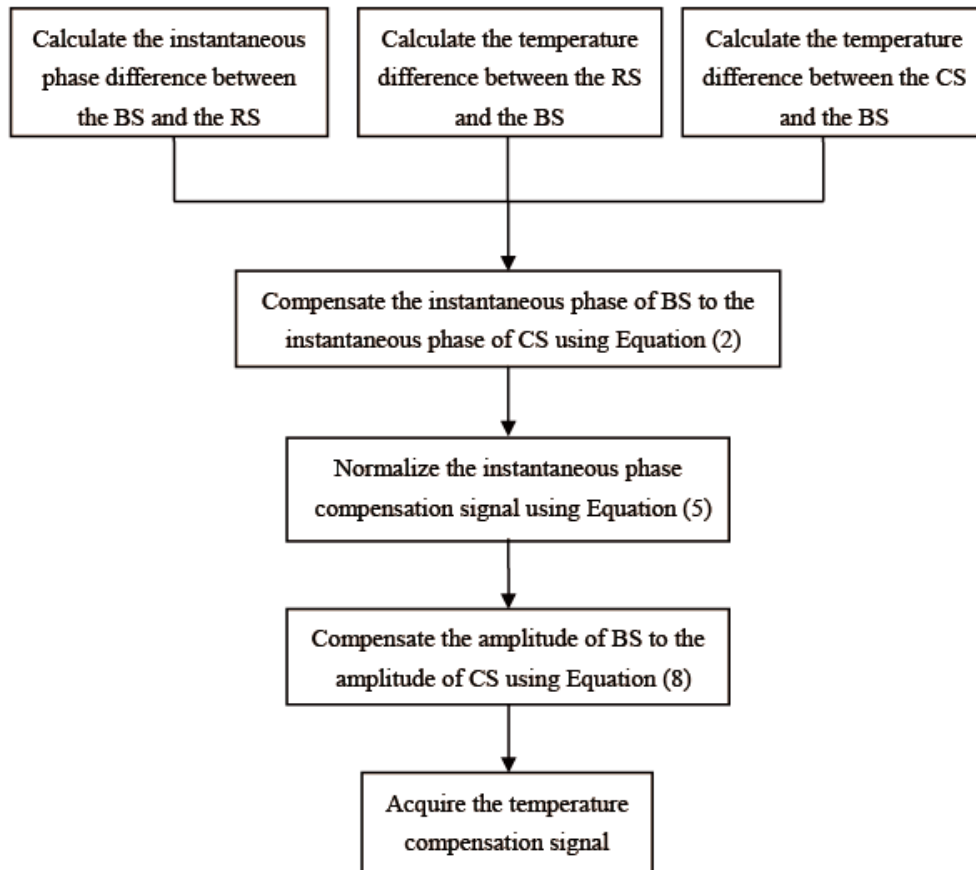 Calculate the instantaneous
phase difference between
the BS and the RS
Calculate the temperature
difference between the RS
and the BS
Calculate the temperature
difference between the CS
and the BS
Compensate the instantaneous phase of BS to the
instantaneous phase of CS using Equation (2)
Normalize the instantaneous phase
compensation signal using Equation (5)
Compensate the amplitude of BS to the
amplitude of CS using Equation (8)
Acquire the temperature
compensation signal